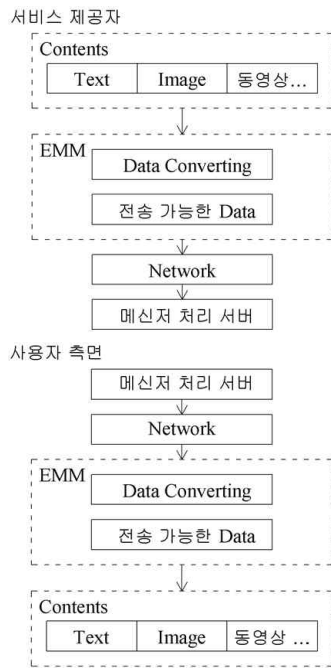 서비스 제공자
Contents
Text Image 동영상...
EMM
Data Converting
전송 가능한 Data
Network
메신저 처리 서버
사용자 측면
메신저 처리 서버
Network
EMM
Data Converting
전송 가능한 Data
Contents
Text Image 동영상 ...